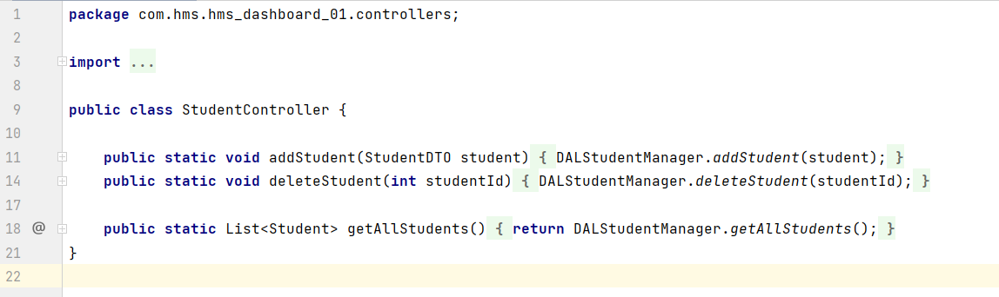 1 package com.hms.hms_dashboard_01.controllers;
2
3 import ...
8
9 public class StudentController {
10
11 public static void addStudent(StudentDTO student) { DALStudentManager.addStudent(student); }
14 public static void deleteStudent(int studentId) { DALStudentManager.deleteStudent(studentId); }
17
18 @ public static List<Student> getAllStudents() { return DALStudentManager.getAllStudents(); }
21 }
22